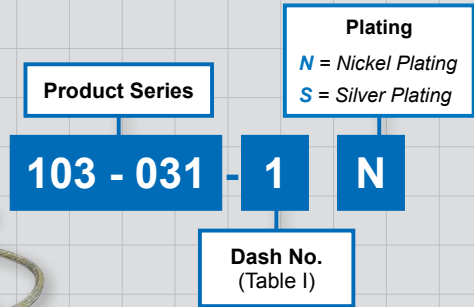 Plating
N = Nickel Plating
S = Silver Plating
Product Series
103 - 031 - 1 N
Dash No.
(Table I)